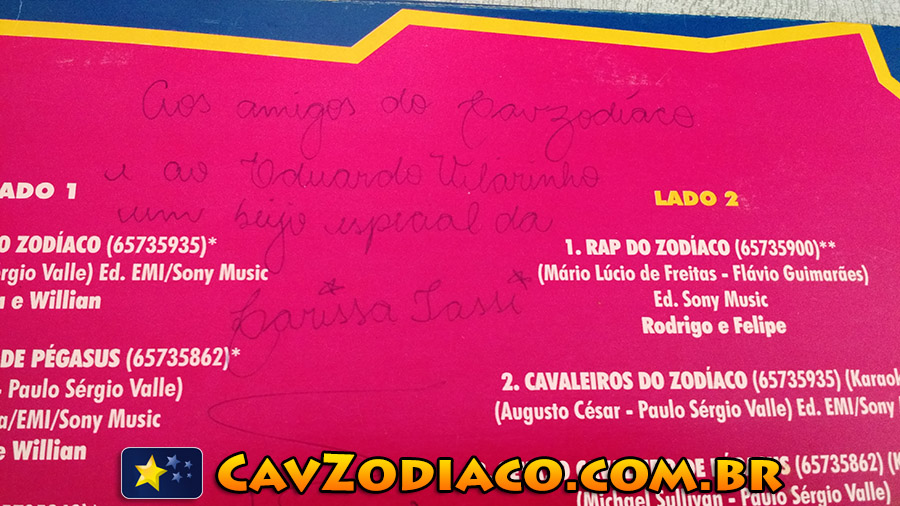 Aos amigos do CavZodíaco
e ao Eduardo Vilarinho
um beijo especial da
Larissa Tassi
ADO 1
O ZODÍACO (65735935)*
érgio Valle) Ed. EMI/Sony Music
a e Willian
DE PÉGASUS (65735862)*
- Paulo Sérgio Valle)
a/EMI/Sony Music
e Willian
LADO 2
1. RAP DO ZODÍACO (65735900)**
(Mário Lúcio de Freitas - Flávio Guimarães)
Ed. Sony Music
Rodrigo e Felipe
2. CAVALEIROS DO ZODÍACO (65735935) (Karaok
(Augusto César - Paulo Sérgio Valle) Ed. EMI/Sony
DE PÉGASUS (65735862) (K
(Michael Sullivan - Paulo Sérgio Valle)
CAVZODIACO.COM.BR